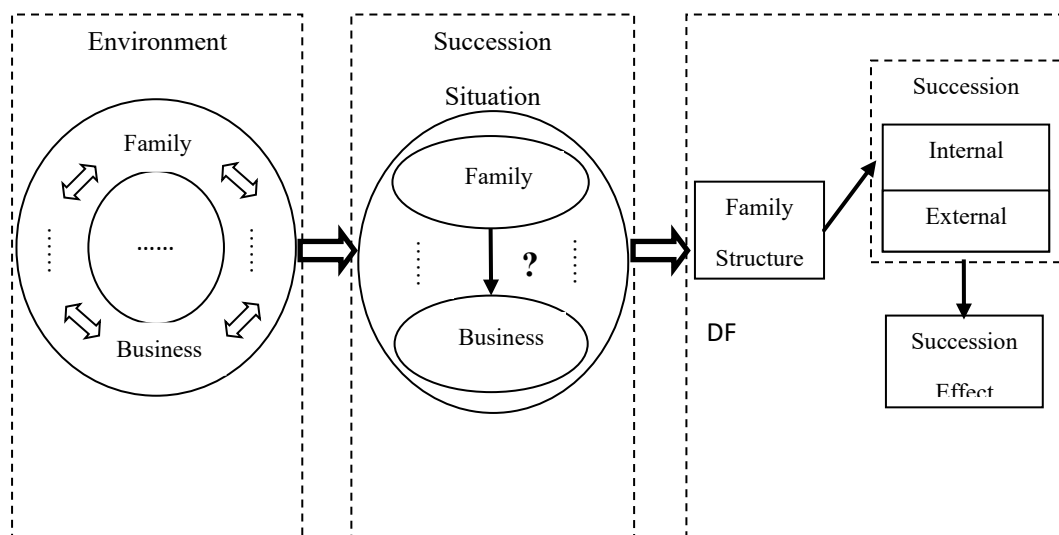 Environment
Family
......
Business
Succession
Situation
Family
?
Business
Family
Structure
DF
Succession
Internal
External
Succession
Effect